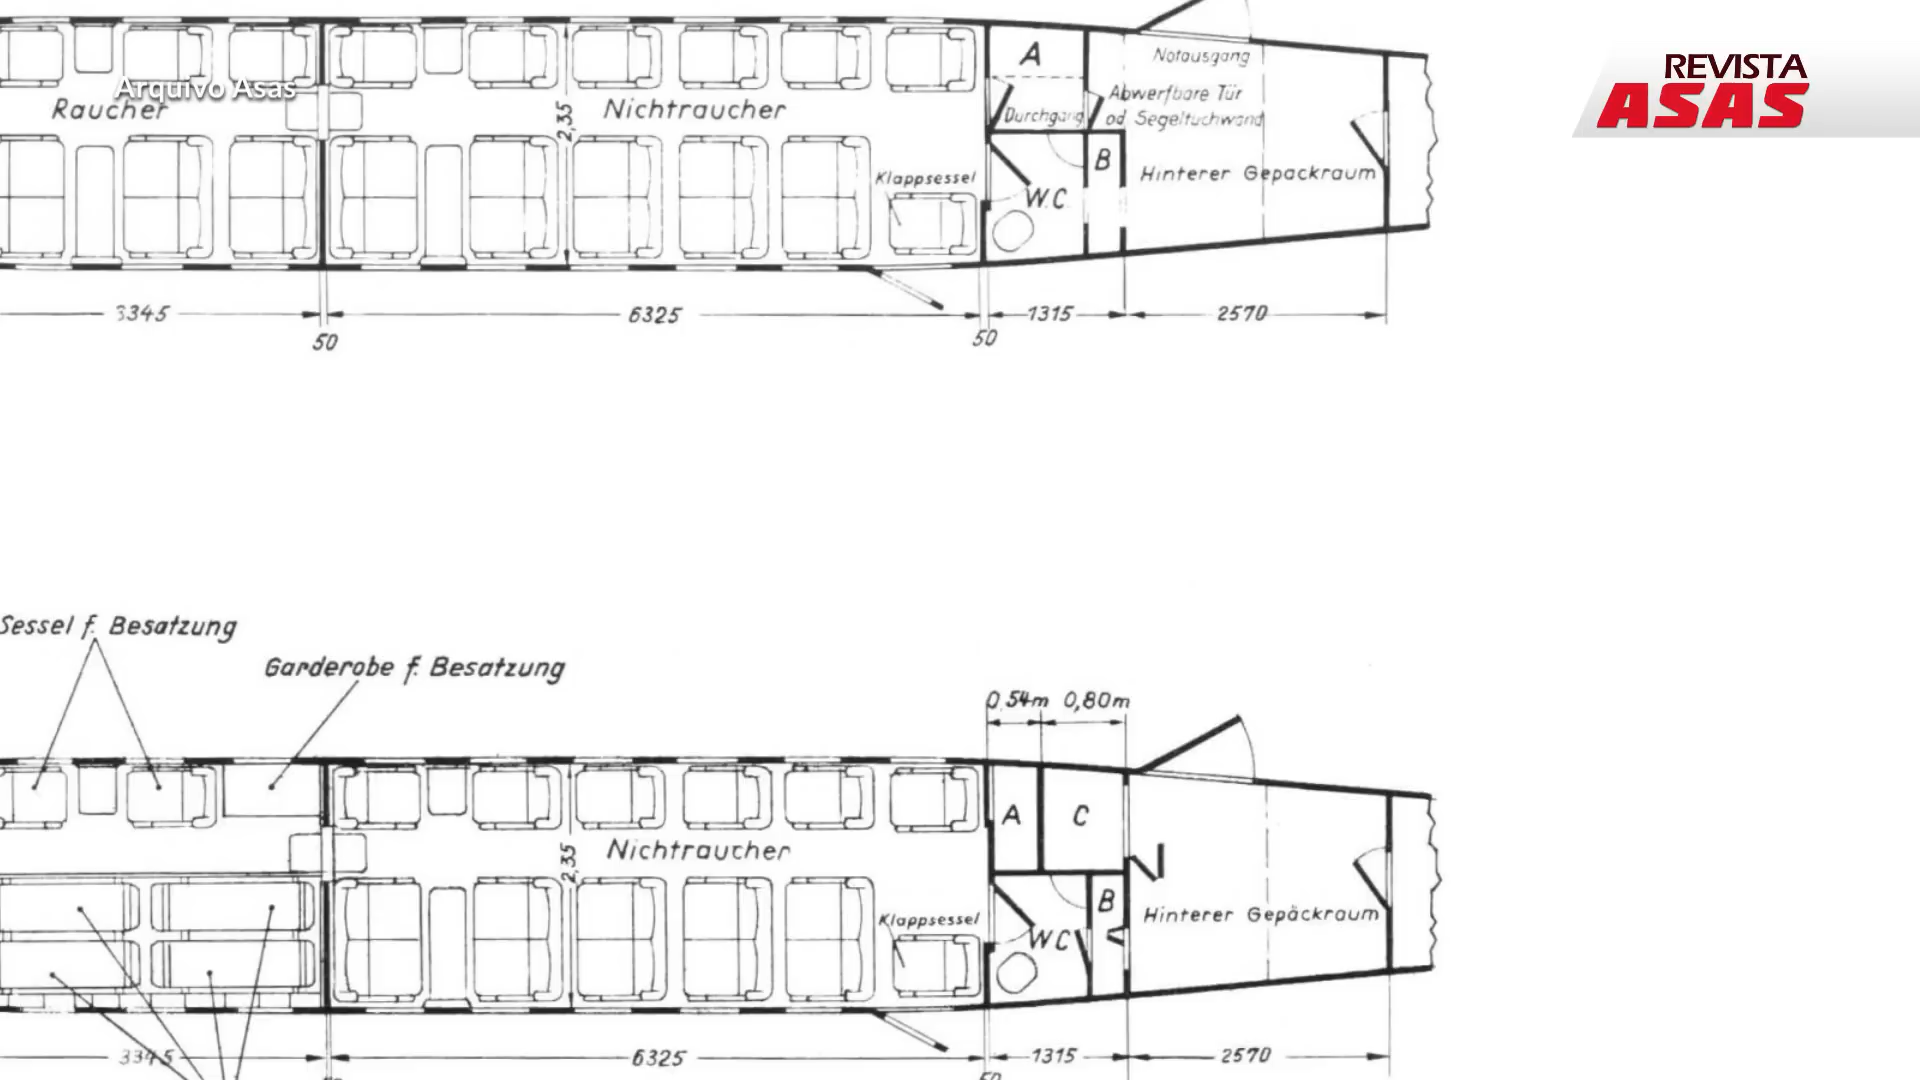 REVISTA
ASAS
Arquivo Asas
Raucher
Nichtraucher
2,35
A
Durchgang
Notausgang
Abwerfbare Tür
od Segeltuchwand
B
Hinterer Gepackraum
Klappsessel
W.C.
3345
6325
1315
2570
50
50
Sessel f. Besatzung
Garderobe f. Besatzung
0,54m 0,80m
A
C
Nichtraucher
2,35
B
Klappsessel
WC
Hinterer Gepäckraum
3345
6325
1315
2570